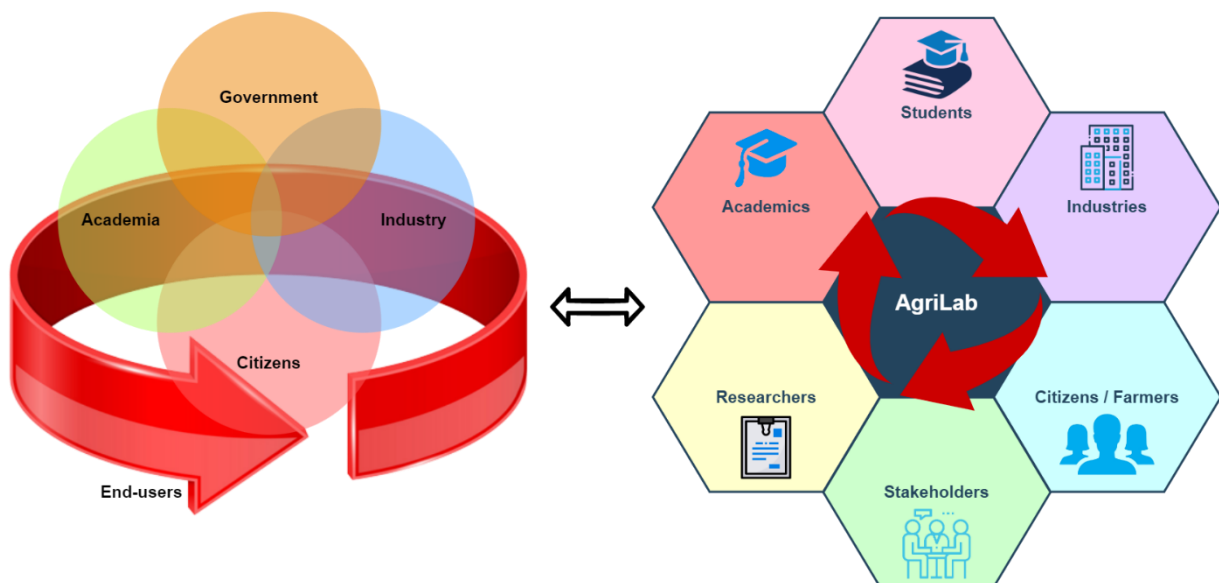 Government
Academia
Industry
Citizens
End-users
Students
Academics
Industries
AgriLab
Researchers
Citizens / Farmers
Stakeholders